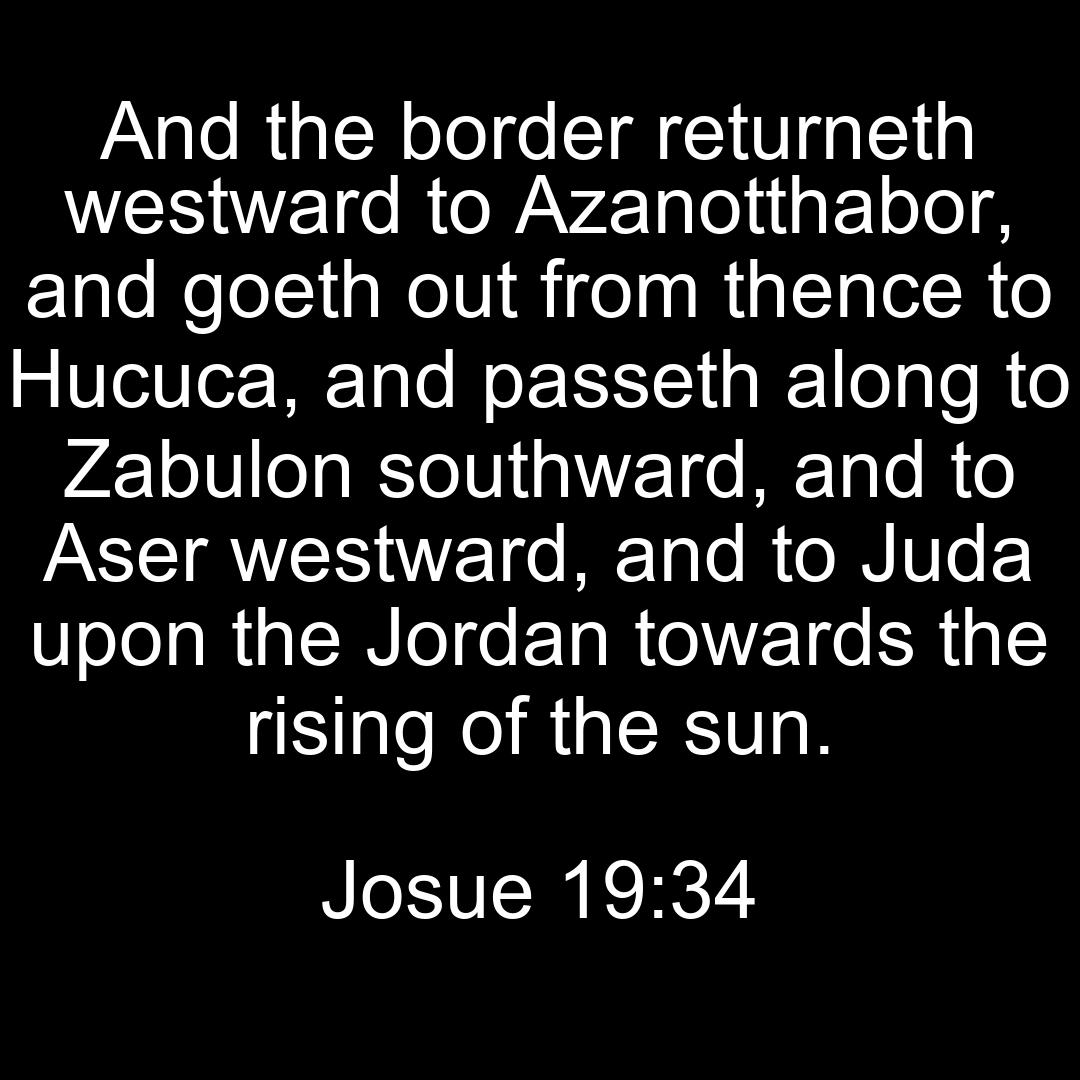 And the border returneth
westward to Azanotthabor,
and goeth out from thence to
Hucuca, and passeth along to
Zabulon southward, and to
Aser westward, and to Juda
upon the Jordan towards the
rising of the sun.
Josue 19:34